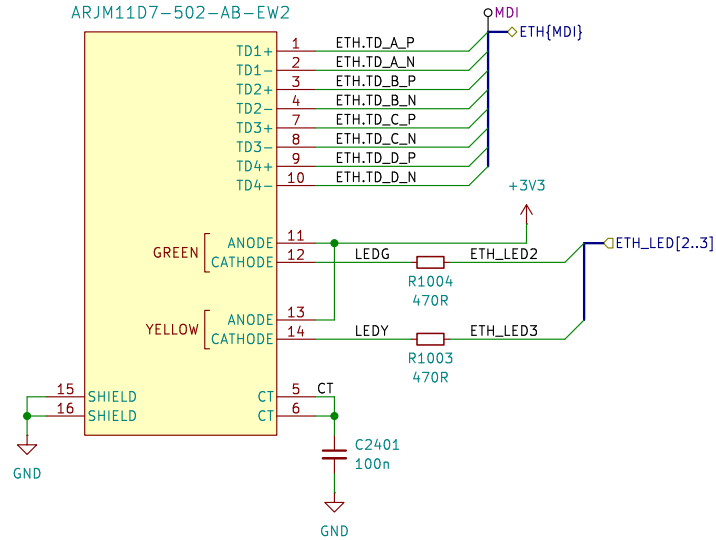 ARJM11D7-502-AB-EW2
MDI
ETH{MDI}
TD1+ 1 ETH.TD_A_P
TD1- 2 ETH.TD_A_N
TD2+ 3 ETH.TD_B_P
TD2- 4 ETH.TD_B_N
TD3+ 7 ETH.TD_C_P
TD3- 8 ETH.TD_C_N
TD4+ 9 ETH.TD_D_P
TD4- 10 ETH.TD_D_N
+3V3
GREEN
ANODE 11
CATHODE 12 LEDG ETH_LED2
ETH_LED[2..3]
R1004
470R
YELLOW
ANODE 13
CATHODE 14 LEDY ETH_LED3
R1003
470R
15 SHIELD
16 SHIELD
CT 5 CT
CT 6
C2401
100n
GND
GND